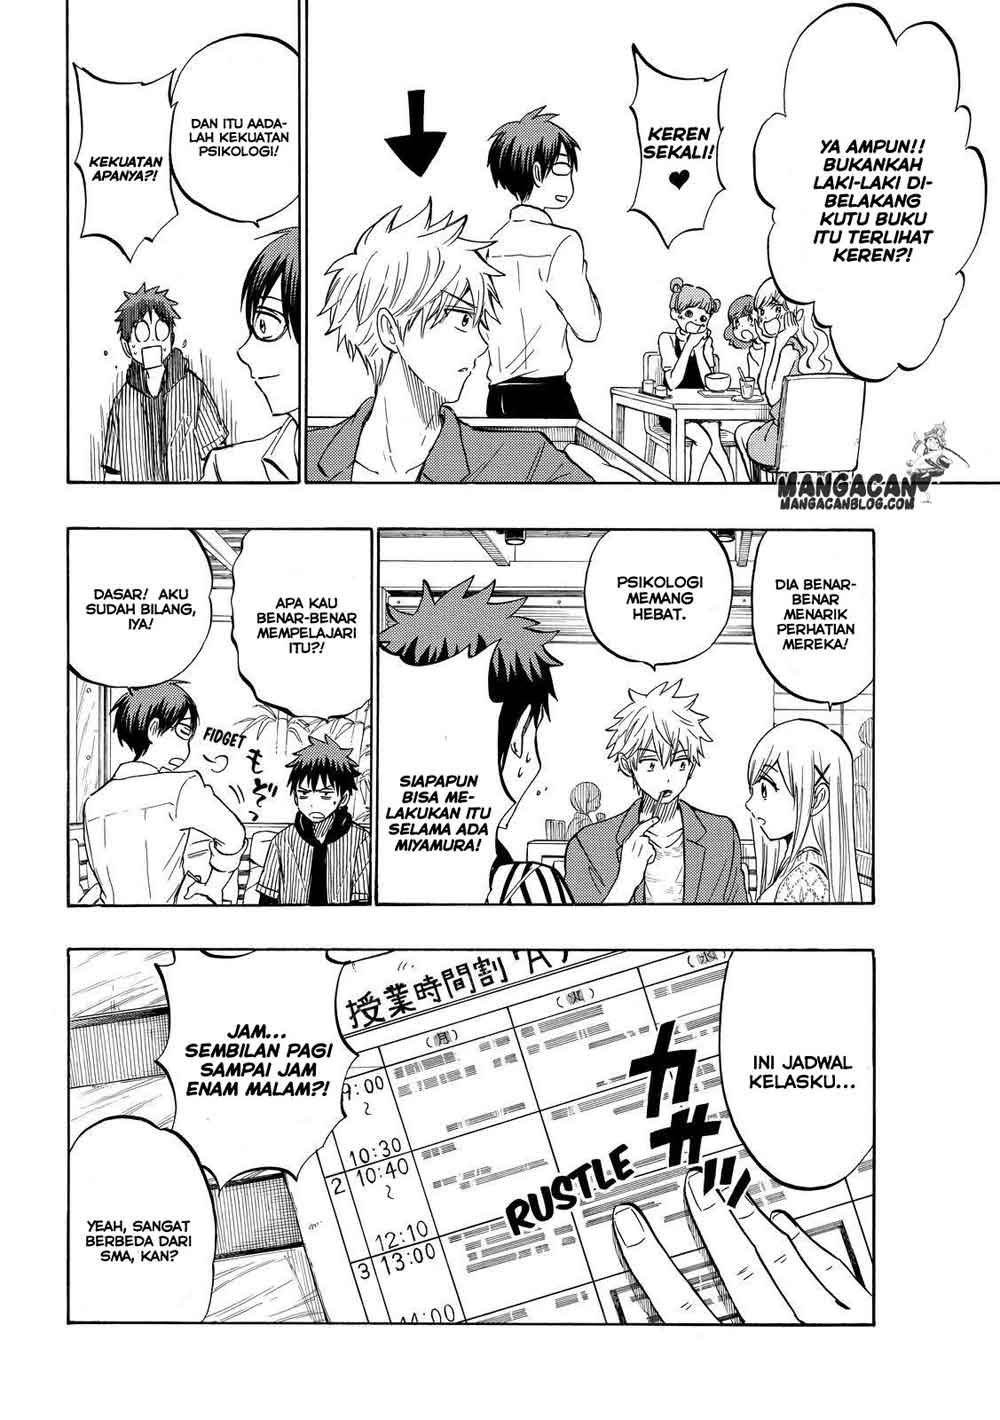 YA AMPUN!!
BUKANKAH
LAKI-LAKI DI-
BELAKANG
KUTU BUKU
ITU TERLIHAT
KEREN?!
KEREN
SEKALI!
DAN ITU AADA-
LAH KEKUATAN
PSIKOLOGI!
KEKUATAN
APANYA?!
MANGACAN
MANGACANBLOG.COM
DIA BENAR-
BENAR
MENARIK
PERHATIAN
MEREKA!
PSIKOLOGI
MEMANG
HEBAT.
SIAPAPUN
BISA ME-
LAKUKAN ITU
SELAMA ADA
MIYAMURA!
APA KAU
BENAR-BENAR
MEMPELAJARI
ITU?!
DASAR! AKU
SUDAH BILANG,
IYA!
FIDGET
もぞっ
INI JADWAL
KELASKU...
授業時間割 "A
(月)
(火)
(水)
9:00
~
10:30
2
10:40
~
12:10
3
13:00
カサッ
RUSTLE
JAM...
SEMBILAN PAGI
SAMPAI JAM
ENAM MALAM?!
YEAH, SANGAT
BERBEDA DARI
SMA, KAN?